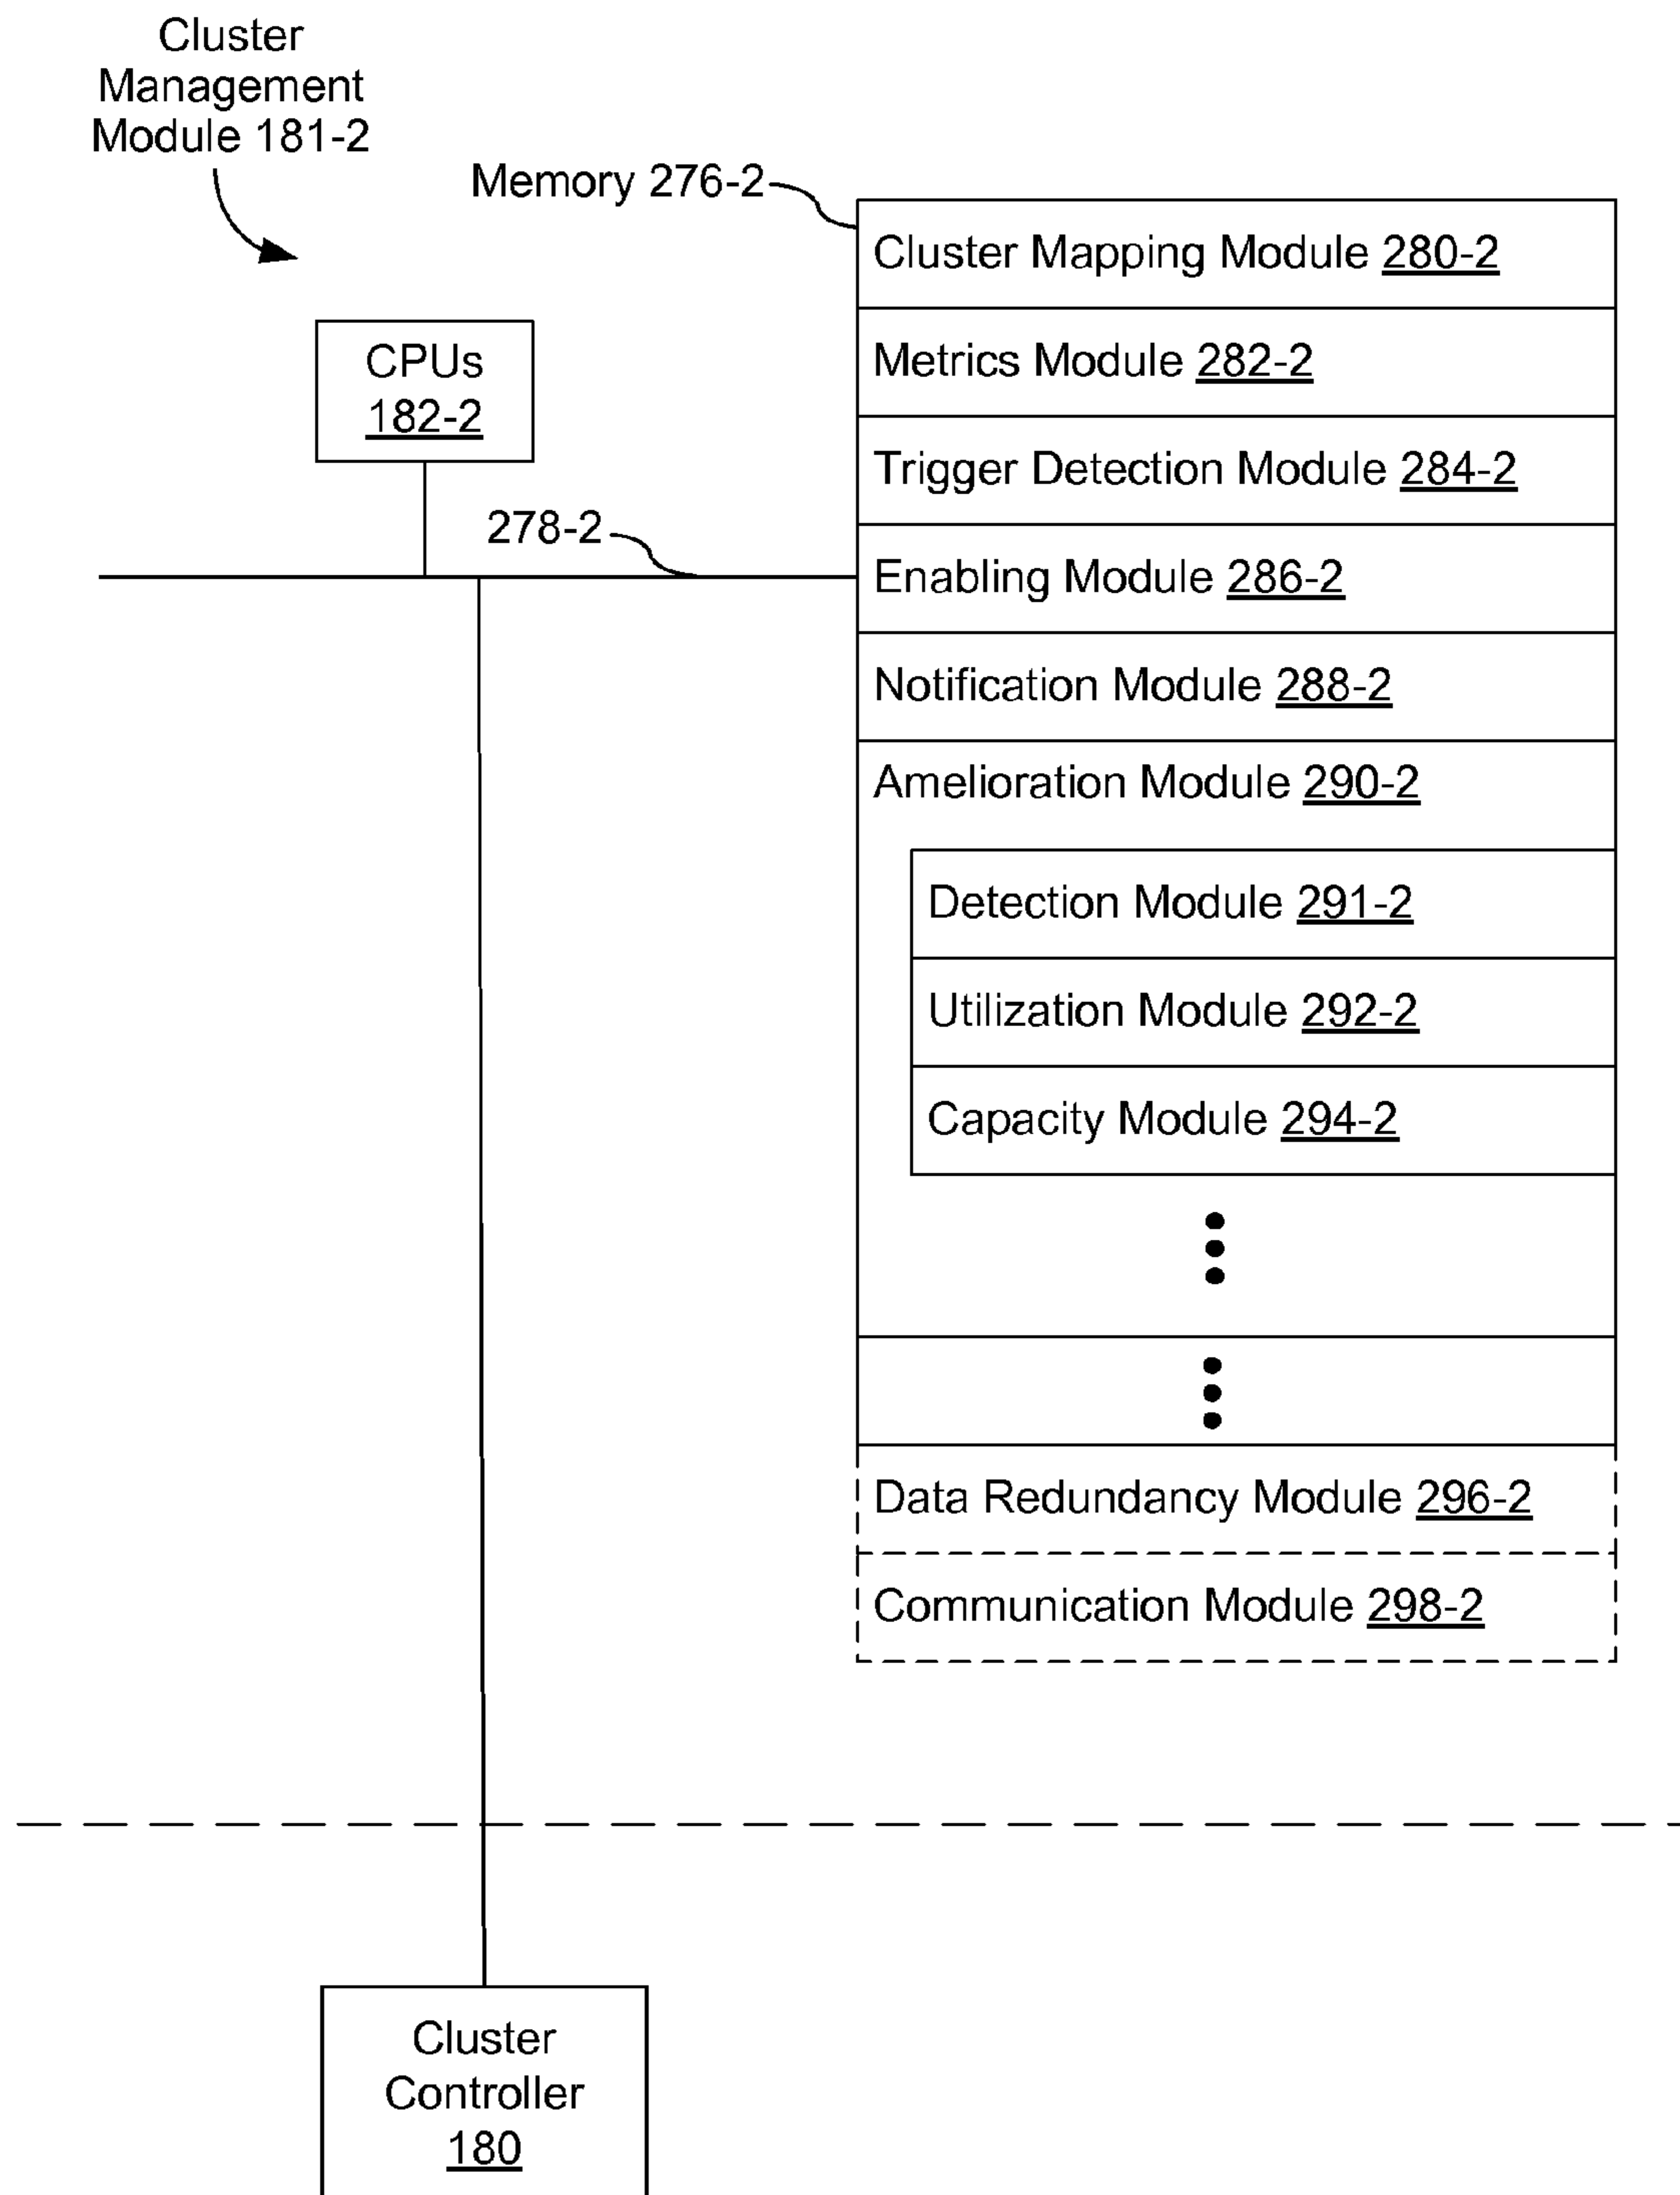 Cluster
Management
Module 181-2
Memory 276-2
Cluster Mapping Module 280-2
CPUs
182-2
Metrics Module 282-2
Trigger Detection Module 284-2
278-2
Enabling Module 286-2
Notification Module 288-2
Amelioration Module 290-2
Detection Module 291-2
Utilization Module 292-2
Capacity Module 294-2
Data Redundancy Module 296-2
Communication Module 298-2
Cluster
Controller
180